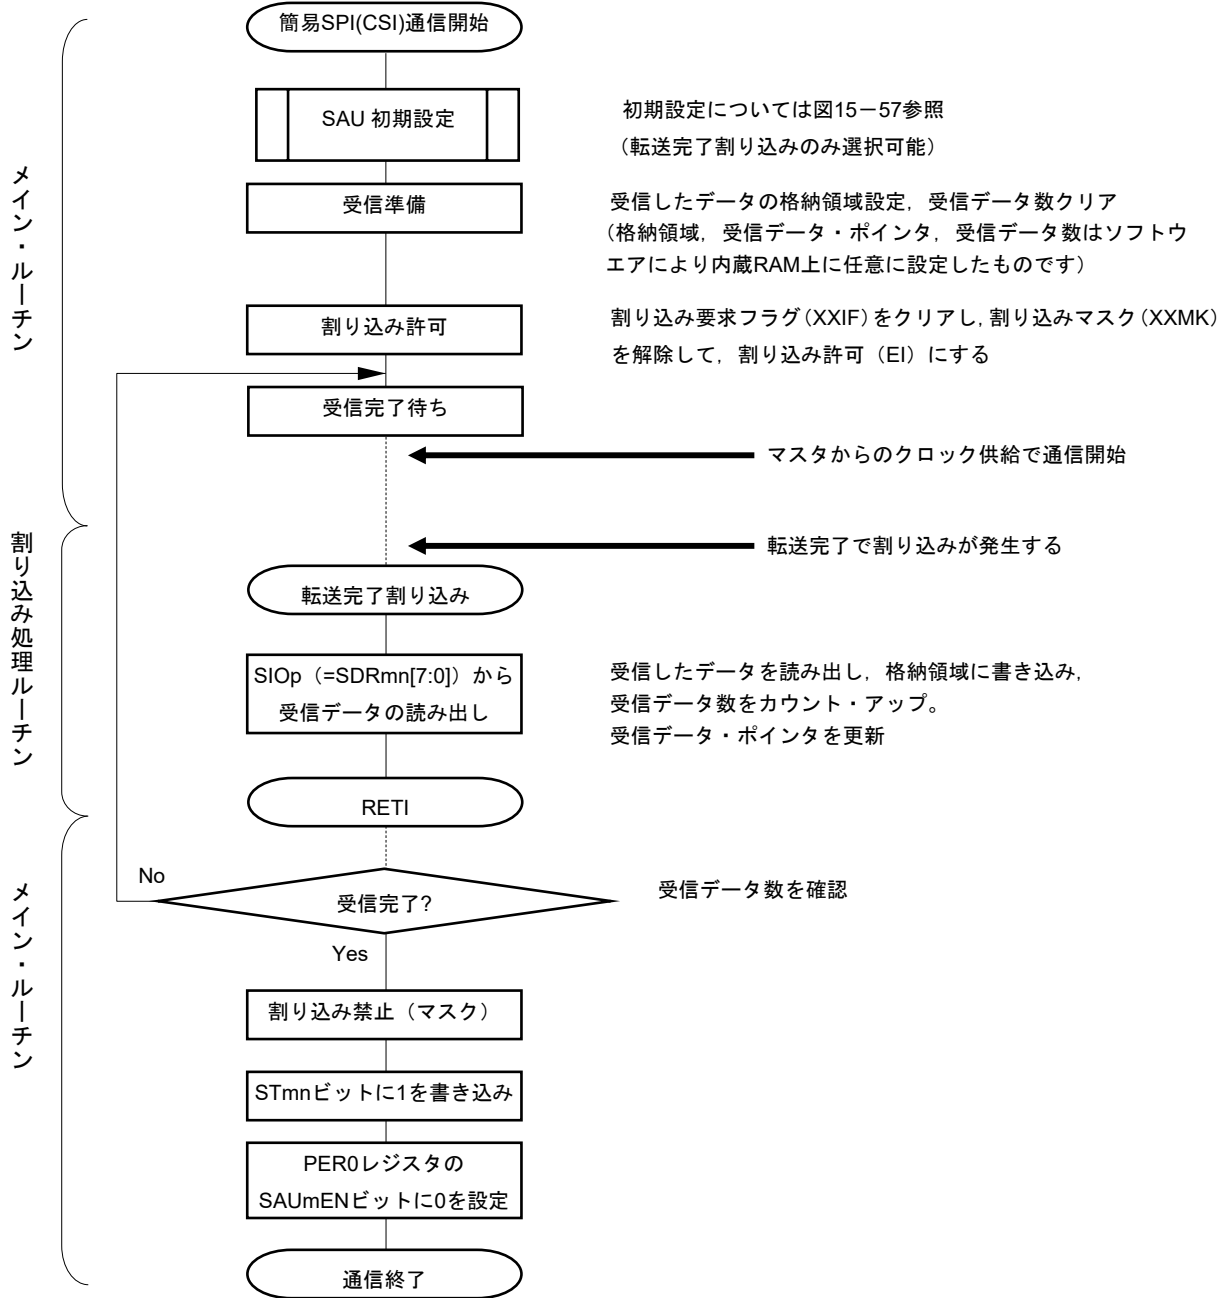 簡易SPI(CSI)通信開始
SAU 初期設定
初期設定については図15－57参照
（転送完了割り込みのみ選択可能）
メイン・ルーチン
受信準備
受信したデータの格納領域設定，受信データ数クリア
（格納領域，受信データ・ポインタ，受信データ数はソフトウ
エアにより内蔵RAM上に任意に設定したものです）
割り込み許可
割り込み要求フラグ（XXIF）をクリアし，割り込みマスク（XXMK）
を解除して，割り込み許可（EI）にする
受信完了待ち
マスタからのクロック供給で通信開始
転送完了で割り込みが発生する
割り込み処理ルーチン
転送完了割り込み
SIOp（=SDRmn[7:0]）から
受信データの読み出し
受信したデータを読み出し，格納領域に書き込み，
受信データ数をカウント・アップ。
受信データ・ポインタを更新
RETI
No
受信完了?
受信データ数を確認
Yes
メイン・ルーチン
割り込み禁止（マスク）
STmnビットに1を書き込み
PER0レジスタの
SAUmENビットに0を設定
通信終了